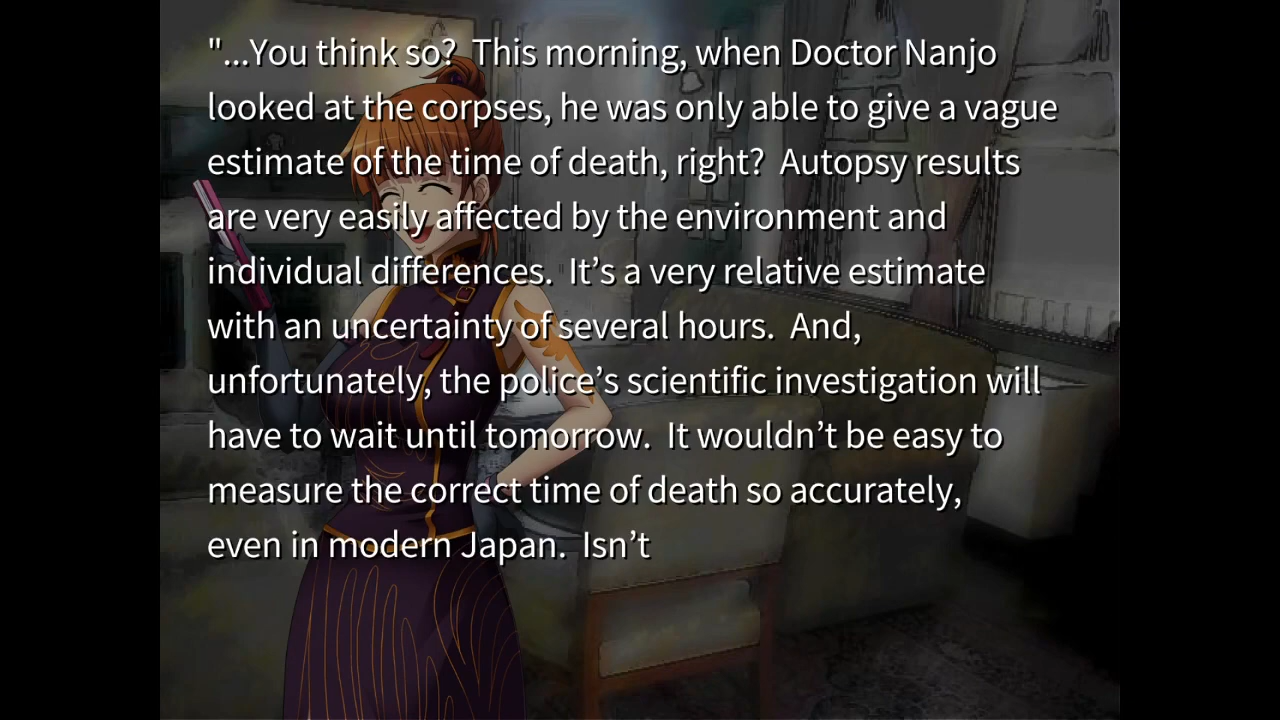 "...You think so?  This morning, when Doctor Nanjo
looked at the corpses, he was only able to give a vague
estimate of the time of death, right?  Autopsy results
are very easily affected by the environment and
individual differences.  It’s a very relative estimate
with an uncertainty of several hours.  And,
unfortunately, the police’s scientific investigation will
have to wait until tomorrow.  It wouldn’t be easy to
measure the correct time of death so accurately,
even in modern Japan.  Isn’t